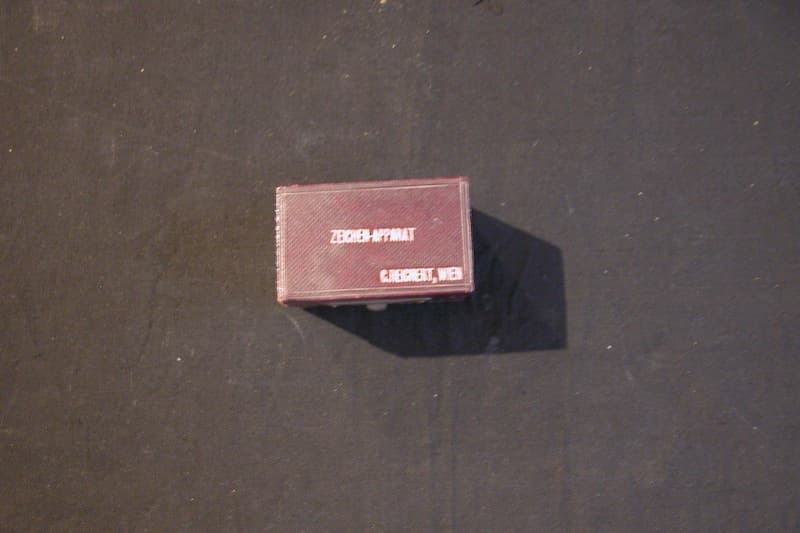 ZEICHEN-APPARAT
C.REICHERT, WIEN